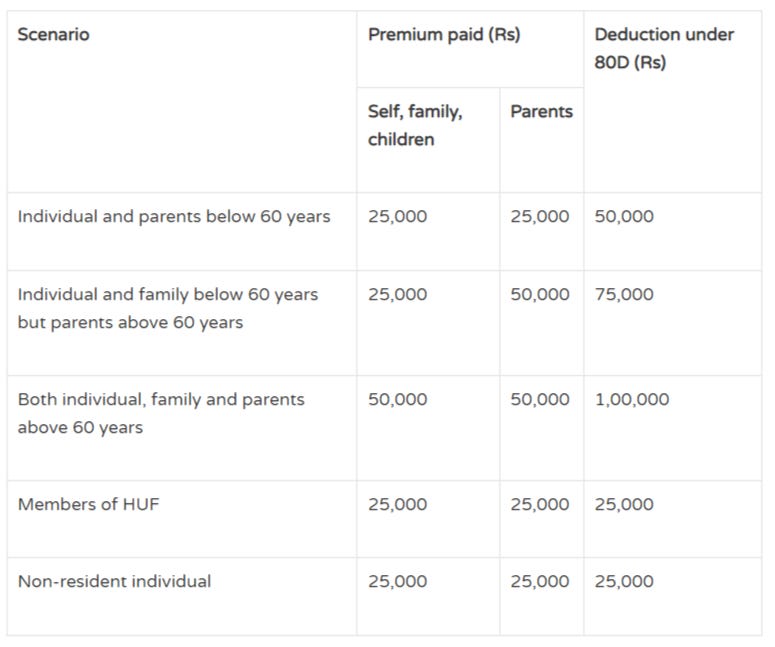 Scenario
Premium paid (Rs)
Deduction under
80D (Rs)
Self, family,
children
Parents
Individual and parents below 60 years
25,000
25,000
50,000
Individual and family below 60 years
but parents above 60 years
25,000
50,000
75,000
Both individual, family and parents
above 60 years
50,000
50,000
1,00,000
Members of HUF
25,000
25,000
25,000
Non-resident individual
25,000
25,000
25,000